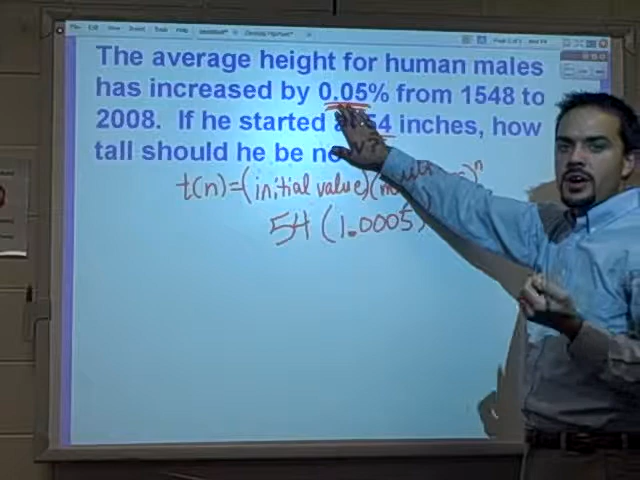 The average height for human males
has increased by 0.05% from 1548 to
2008. If he started 54 inches, how
tall should he be
t(n)=(initial value)( )ⁿ
54 (1.0005)